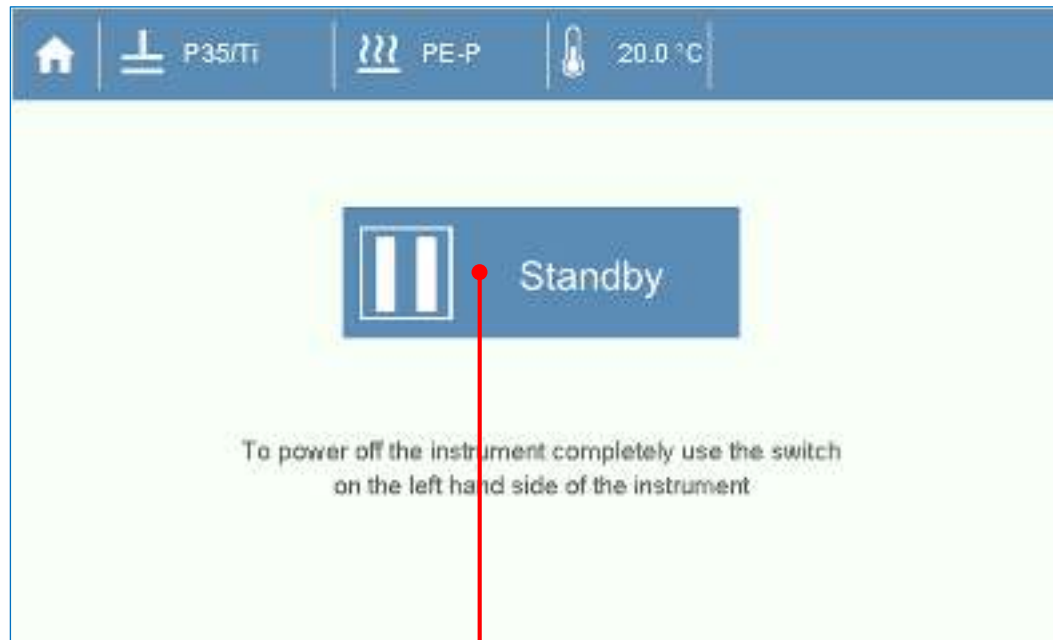 P35/Ti
PE-P
20.0 °C
Standby
To power off the instrument completely use the switch
on the left hand side of the instrument